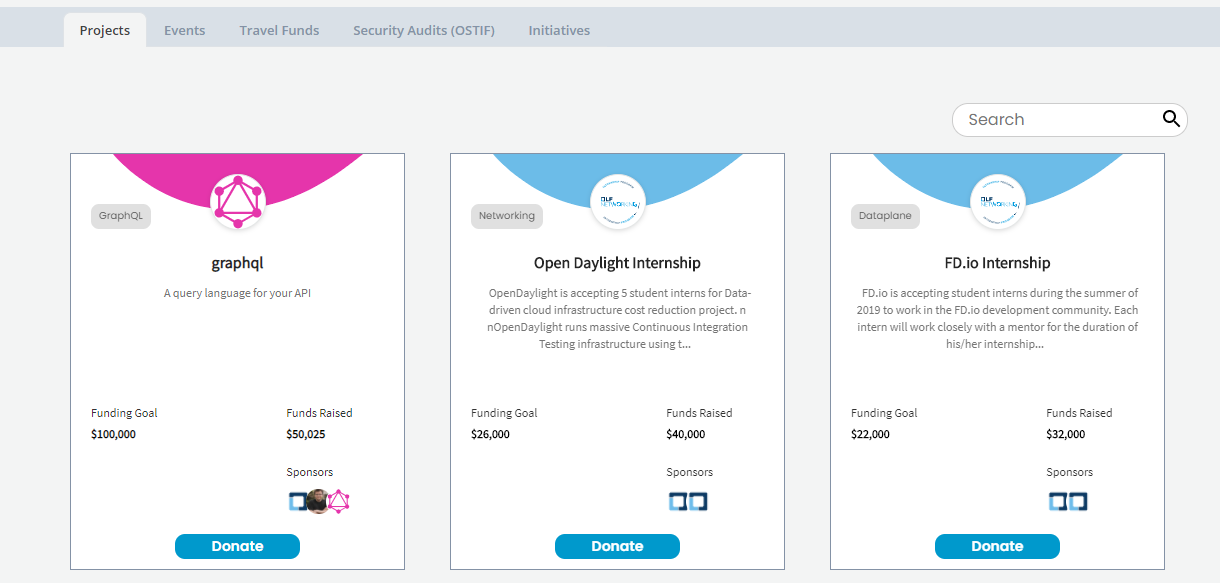 Projects
Events
Travel Funds
Security Audits (OSTIF)
Initiatives
Search
GraphQL
graphql
A query language for your API
Funding Goal
Funds Raised
$100,000
$50,025
Sponsors
Donate
Networking
LF NETWORKING
Open Daylight Internship
OpenDaylight is accepting 5 student interns for Data-
driven cloud infrastructure cost reduction project. n
nOpenDaylight runs massive Continuous Integration
Testing infrastructure using t...
Funding Goal
Funds Raised
$26,000
$40,000
Sponsors
Donate
Dataplane
LF NETWORKING
FD.io Internship
FD.io is accepting student interns during the summer of
2019 to work in the FD.io development community. Each
intern will work closely with a mentor for the duration of
his/her internship...
Funding Goal
Funds Raised
$22,000
$32,000
Sponsors
Donate